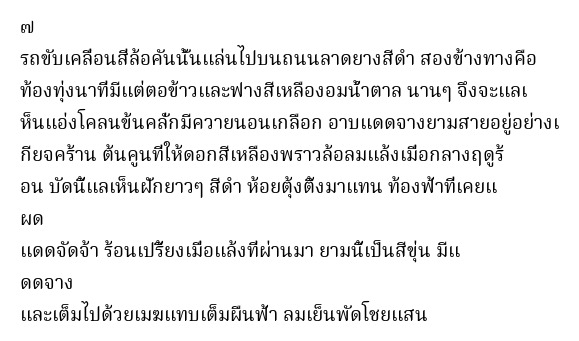 ๗
รถขับเคลื่อนสี่ล้อคันนั้นแล่นไปบนถนนลาดยางสีดำ สองข้างทางคือ
ท้องทุ่งนาที่มีแต่ตอข้าวและฟางสีเหลืองอมน้ำตาล นานๆ จึงจะแลเ
ห็นแอ่งโคลนข้นคลั่กมีควายนอนเกลือก อาบแดดจางยามสายอยู่อย่างเ
กียจคร้าน ต้นคูนที่ให้ดอกสีเหลืองพราวล้อลมแล้งเมื่อกลางฤดูร้
อน บัดนี้แลเห็นฝักยาวๆ สีดำ ห้อยตุ้งติ้งมาแทน ท้องฟ้าที่เคยแ
ผด
แดดจัดจ้า ร้อนเปรี้ยงเมื่อแล้งที่ผ่านมา ยามนี้เป็นสีขุ่น มีแ
ดดจาง
และเต็มไปด้วยเมฆแทบเต็มผืนฟ้า ลมเย็นพัดโชยแสน